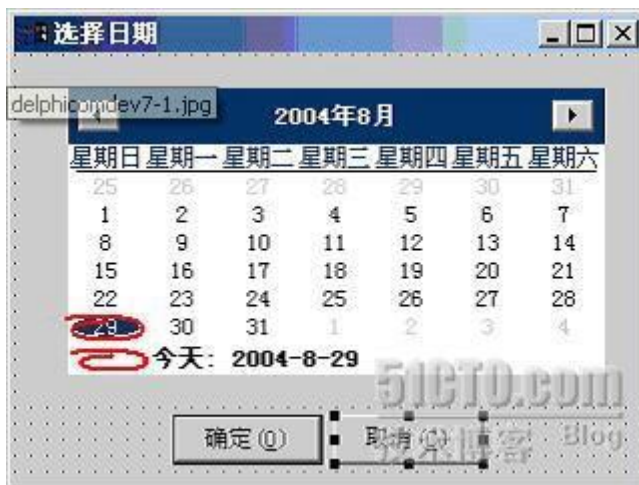 选择日期
delphicomdev7-1.jpg
2004年8月
星期日 星期一 星期二 星期三 星期四 星期五 星期六
25 26 27 28 29 30 31
1 2 3 4 5 6 7
8 9 10 11 12 13 14
15 16 17 18 19 20 21
22 23 24 25 26 27 28
29 30 31 1 2 3 4
今天: 2004-8-29
51CTO.com
确定(O) 取消(C)
技术博客 Blog